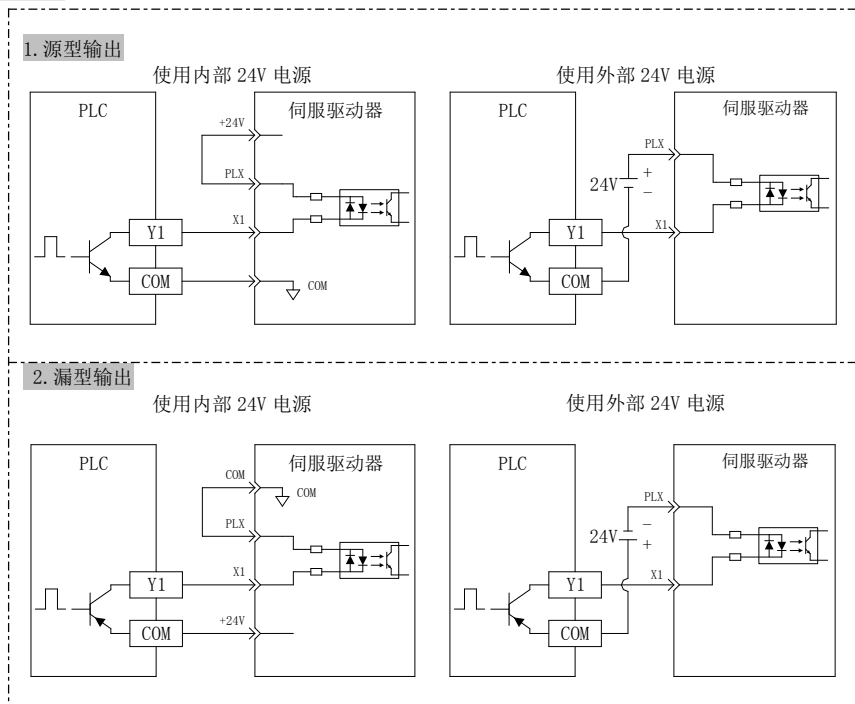 1.源型输出
使用内部 24V 电源
PLC
伺服驱动器
+24V
PLX
X1
Y1
COM
COM
使用外部 24V 电源
PLC
伺服驱动器
PLX
24V
+
−
X1
Y1
COM
2.漏型输出
使用内部 24V 电源
PLC
伺服驱动器
COM
COM
PLX
X1
Y1
+24V
COM
使用外部 24V 电源
PLC
伺服驱动器
PLX
24V
−
+
X1
Y1
COM